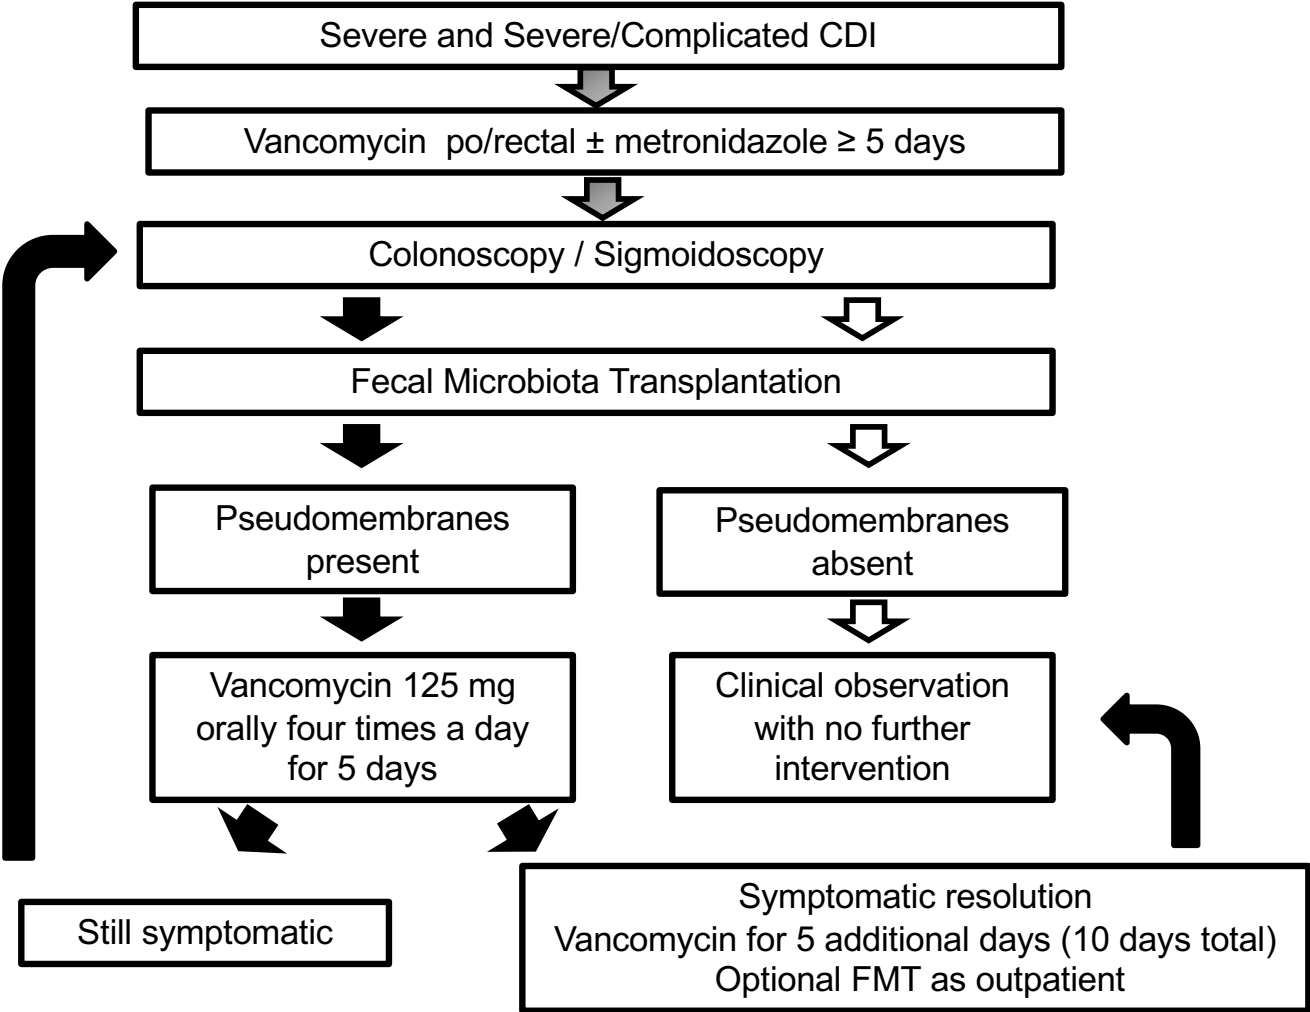 Severe and Severe/Complicated CDI
Vancomycin po/rectal ± metronidazole ≥ 5 days
Colonoscopy / Sigmoidoscopy
Fecal Microbiota Transplantation
Pseudomembranes
present
Pseudomembranes
absent
Vancomycin 125 mg
orally four times a day
for 5 days
Clinical observation
with no further
intervention
Still symptomatic
Symptomatic resolution
Vancomycin for 5 additional days (10 days total)
Optional FMT as outpatient